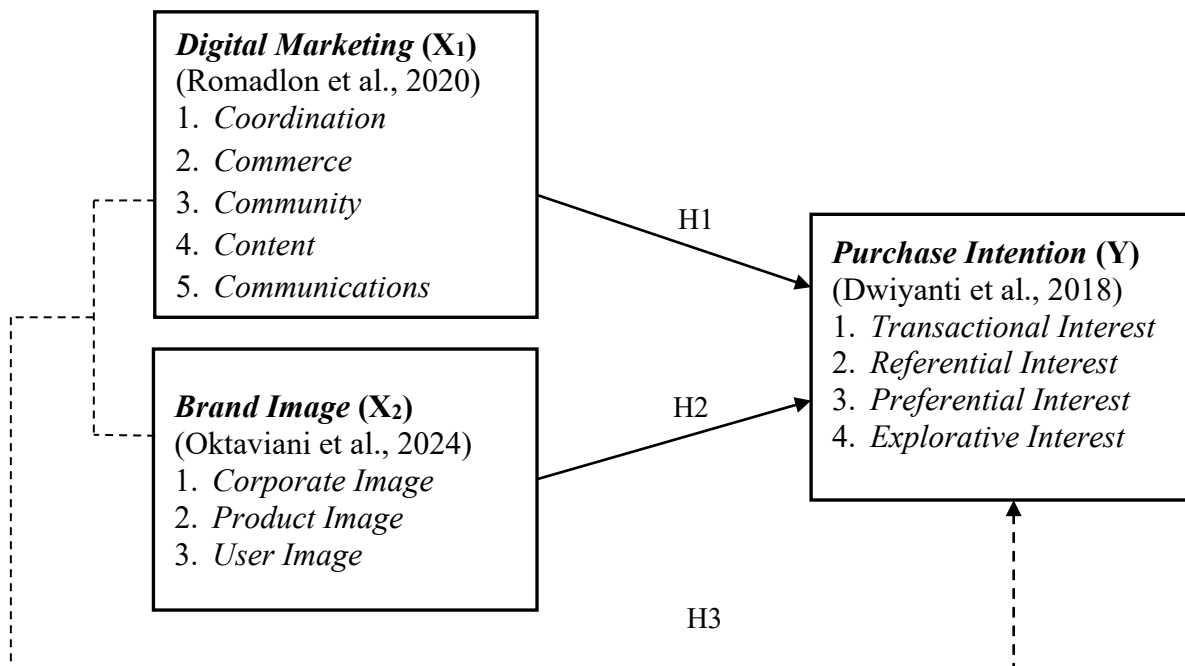 Digital Marketing (X₁)
(Romadlon et al., 2020)
1. Coordination
2. Commerce
3. Community
4. Content
5. Communications
H1
Purchase Intention (Y)
(Dwiyanti et al., 2018)
1. Transactional Interest
2. Referential Interest
3. Preferential Interest
4. Explorative Interest
Brand Image (X₂)
(Oktaviani et al., 2024)
1. Corporate Image
2. Product Image
3. User Image
H2
H3